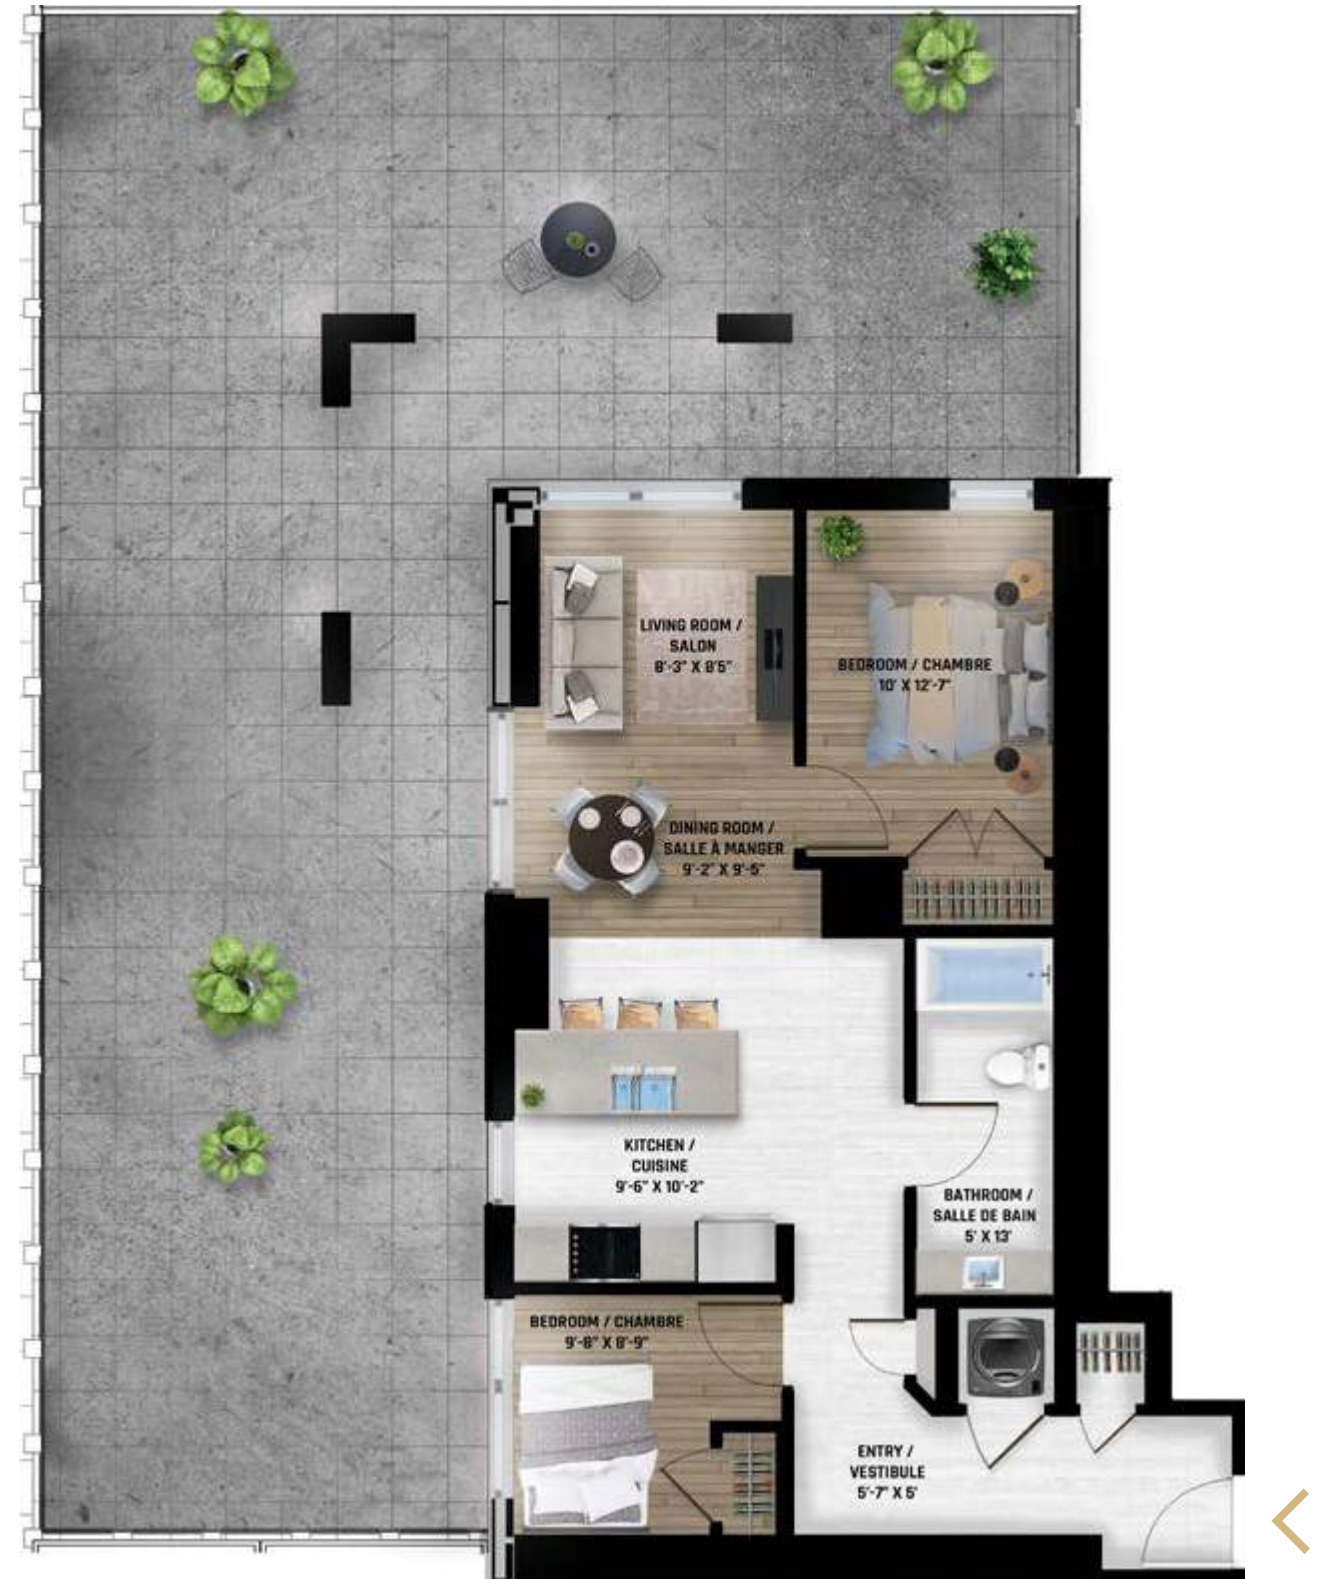 LIVING ROOM /
SALON
8'-3" X 8'5"
BEDROOM / CHAMBRE
10' X 12'-7"
DINING ROOM /
SALLE À MANGER
9'-2" X 9'-5"
KITCHEN /
CUISINE
9'-6" X 10'-2"
BATHROOM /
SALLE DE BAIN
5' X 13'
BEDROOM / CHAMBRE
9'-8" X 8'-9"
ENTRY /
VESTIBULE
5'-7" X 5'